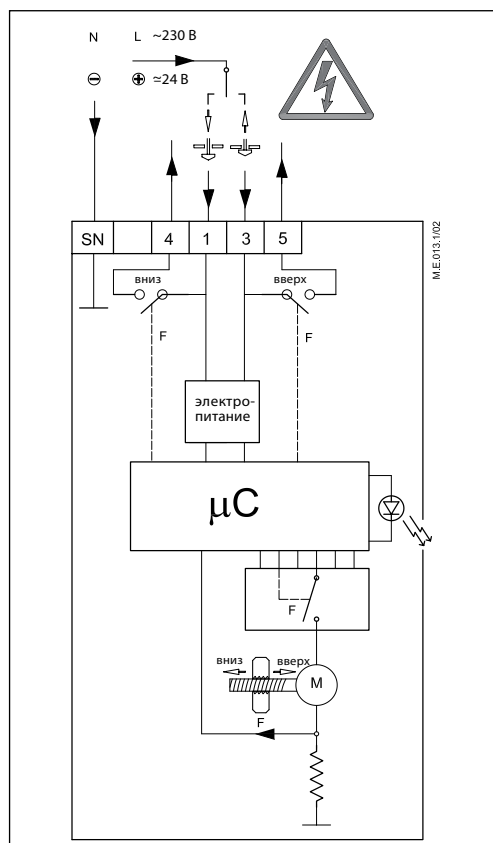 N L ~230 В
⊖ ⊕ ≂24 В
M.E.013.1/02
SN 4 1 3 5
вниз вверх
F F
электро-
питание
µC
F
вниз вверх
M
F